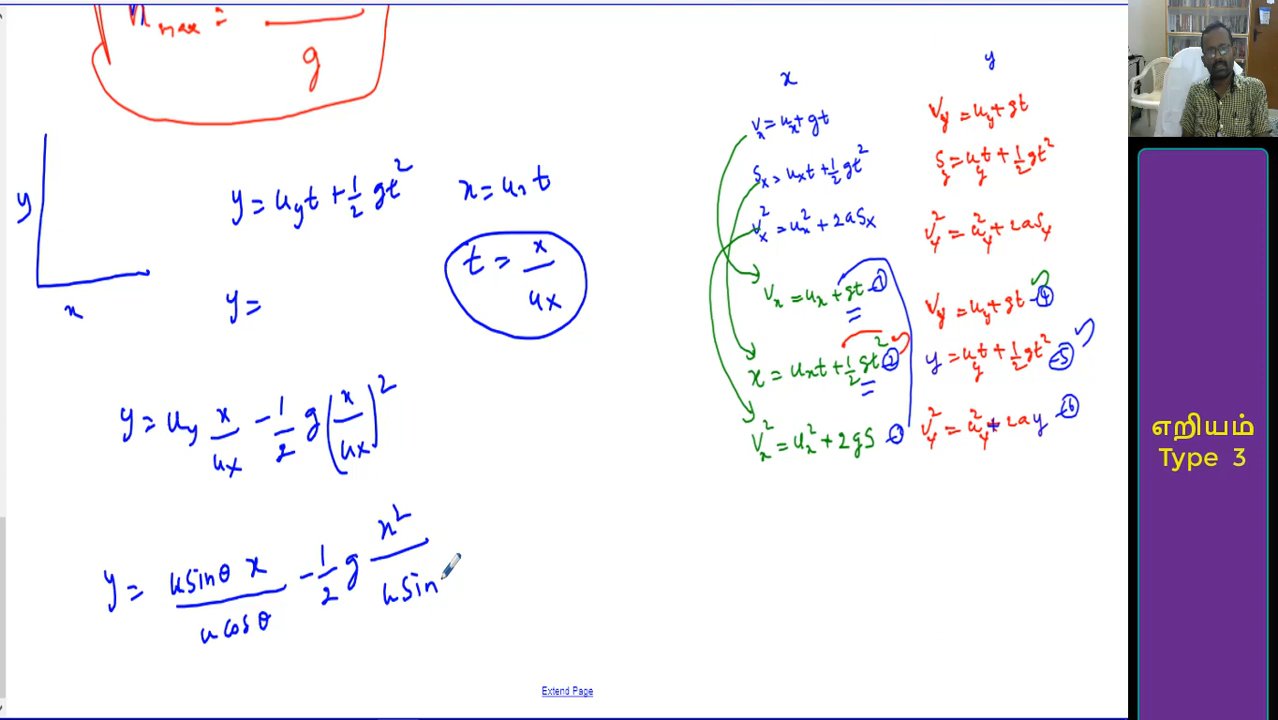 max =
g
y
x
y = u_y t + 1/2 gt²
x = u_x t
t = x/u_x
y =
y = u_y x/u_x - 1/2 g (x/u_x)²
y = usinθ x / ucosθ - 1/2 g x² / usin
x
v_x = u_x + gt
S_x = u_x t + 1/2 gt²
v_x² = u_x² + 2aS_x
v_x = u_x + gt -①
x = u_x t + 1/2 gt² -②
v_x² = u_x² + 2gS -③
y
v_y = u_y + gt
S_y = u_y t + 1/2 gt²
v_y² = u_y² + 2aS_y
v_y = u_y + gt -④
y = u_y t + 1/2 gt² -⑤
v_y² = u_y² + 2ay -⑥
எறியம்
Type 3
Extend Page